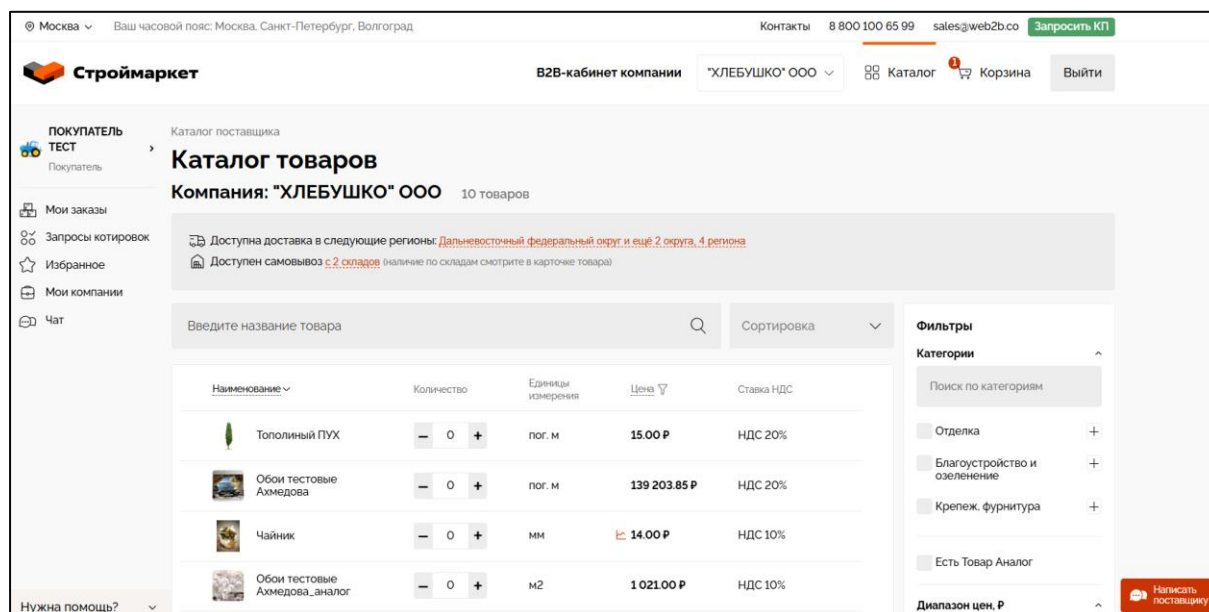 Москва
Ваш часовой пояс: Москва, Санкт-Петербург, Волгоград
Контакты
8 800 100 65 99
sales@web2b.co
Запросить КП
Строймаркет
B2B-кабинет компании
"ХЛЕБУШКО" ООО
Каталог
1
Корзина
Выйти
ПОКУПАТЕЛЬ
ТЕСТ
Покупатель
Мои заказы
Запросы котировок
Избранное
Мои компании
Чат
Нужна помощь?
Каталог поставщика
Каталог товаров
Компания: "ХЛЕБУШКО" ООО 10 товаров
Доступна доставка в следующие регионы: Дальневосточный федеральный округ и ещё 2 округа, 4 региона
Доступен самовывоз с 2 складов (наличие по складам смотрите в карточке товара)
Введите название товара
Сортировка
Наименование
Количество
Единицы
измерения
Цена
Ставка НДС
Тополиный ПУХ
– 0 +
пог. м
15.00 ₽
НДС 20%
Обои тестовые
Ахмедова
– 0 +
пог. м
139 203.85 ₽
НДС 20%
Чайник
– 0 +
мм
14.00 ₽
НДС 10%
Обои тестовые
Ахмедова_аналог
– 0 +
м2
1 021.00 ₽
НДС 10%
Фильтры
Категории
Поиск по категориям
Отделка +
Благоустройство и
озеленение +
Крепеж, фурнитура +
Есть Товар Аналог
Диапазон цен, ₽
Написать
поставщику